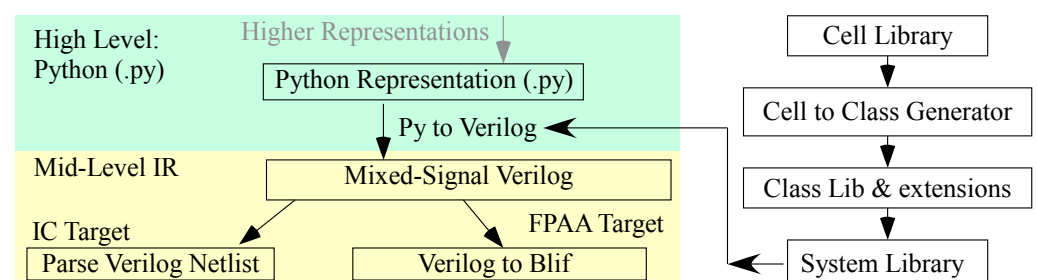 High Level:
Python (.py)
Higher Representations
Python Representation (.py)
Py to Verilog
Mid-Level IR
Mixed-Signal Verilog
IC Target
FPAA Target
Parse Verilog Netlist
Verilog to Blif
Cell Library
Cell to Class Generator
Class Lib & extensions
System Library